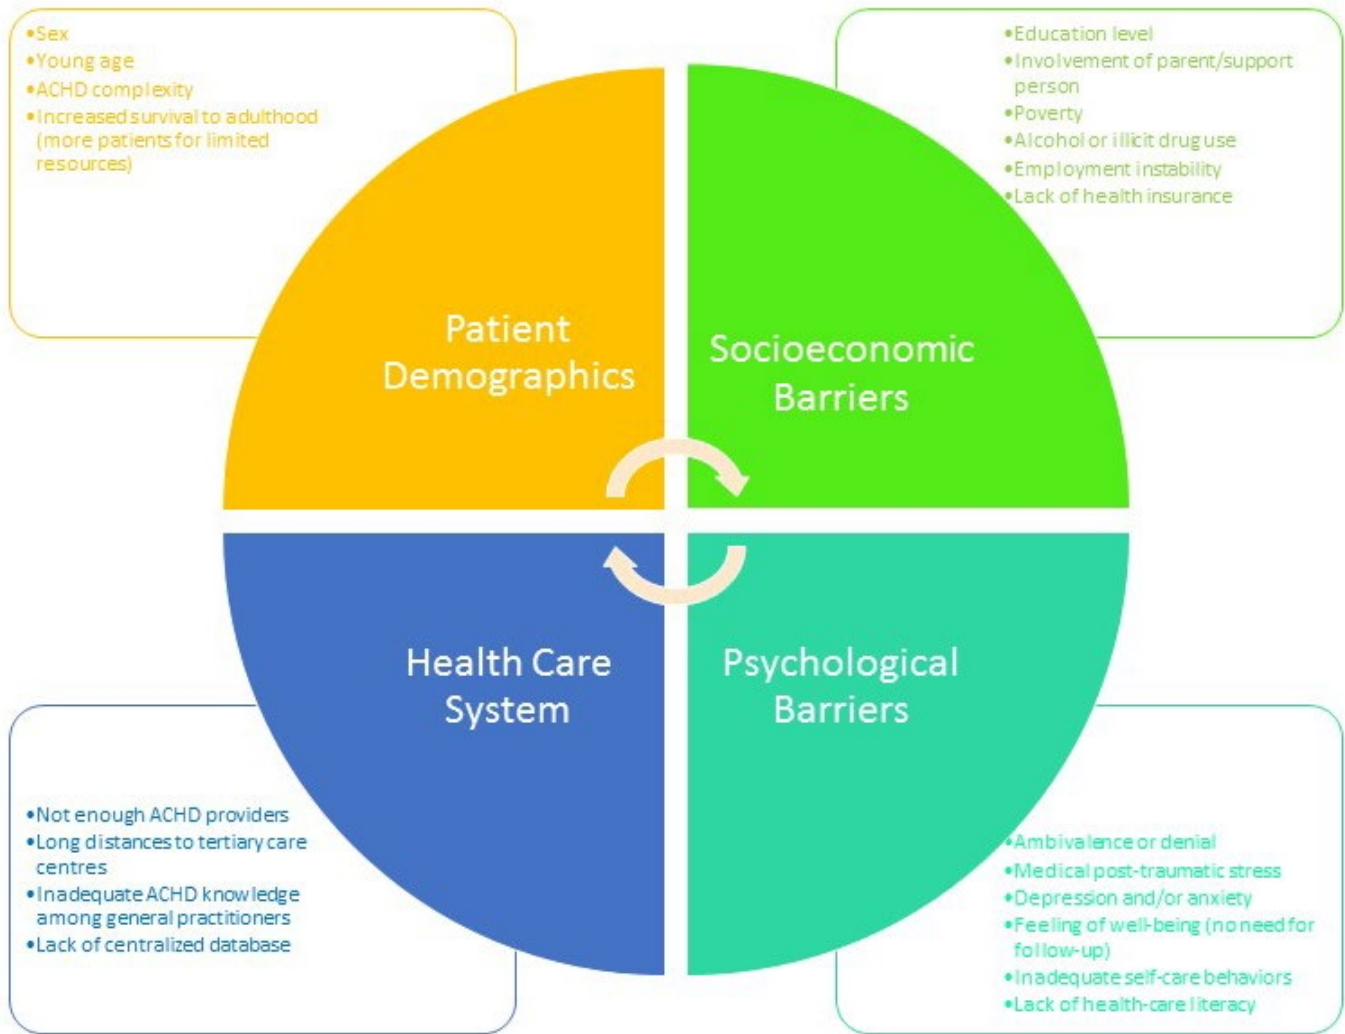 •Sex
•Young age
•ACHD complexity
•Increased survival to adulthood
(more patients for limited
resources)
•Education level
•Involvement of parent/support
person
•Poverty
•Alcohol or illicit drug use
•Employment instability
•Lack of health insurance
Patient
Demographics
Socioeconomic
Barriers
Health Care
System
Psychological
Barriers
•Not enough ACHD providers
•Long distances to tertiary care
centres
•Inadequate ACHD knowledge
among general practitioners
•Lack of centralized database
•Ambivalence or denial
•Medical post-traumatic stress
•Depression and/or anxiety
•Feeling of well-being (no need for
follow-up)
•Inadequate self-care behaviors
•Lack of health-care literacy